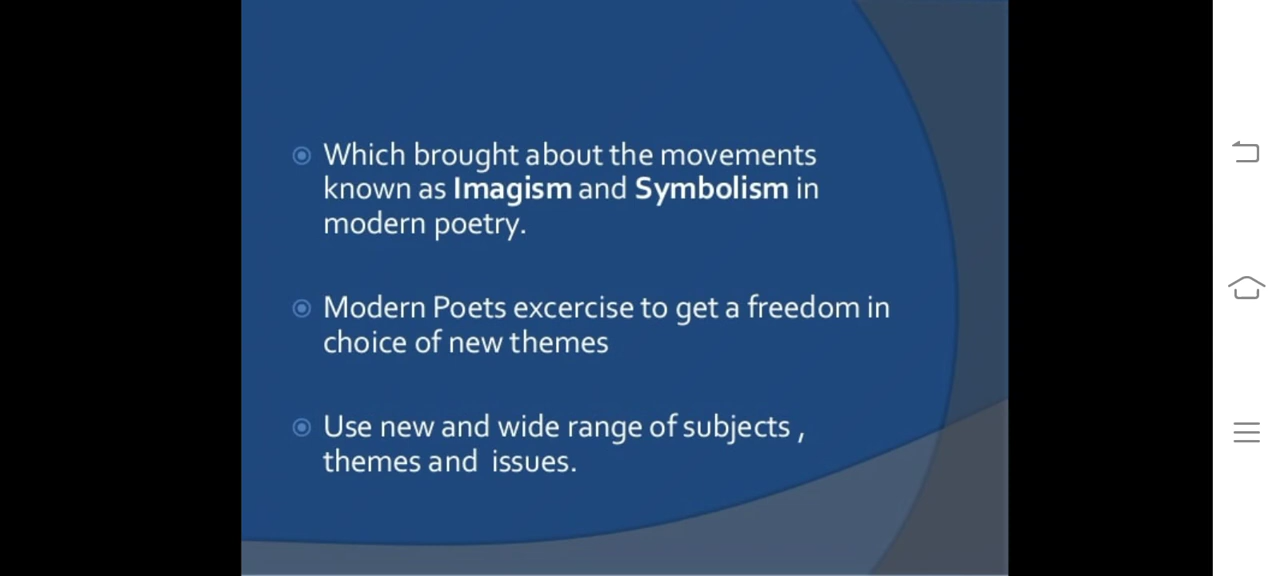 Which brought about the movements
known as Imagism and Symbolism in
modern poetry.
Modern Poets excercise to get a freedom in
choice of new themes
Use new and wide range of subjects ,
themes and  issues.